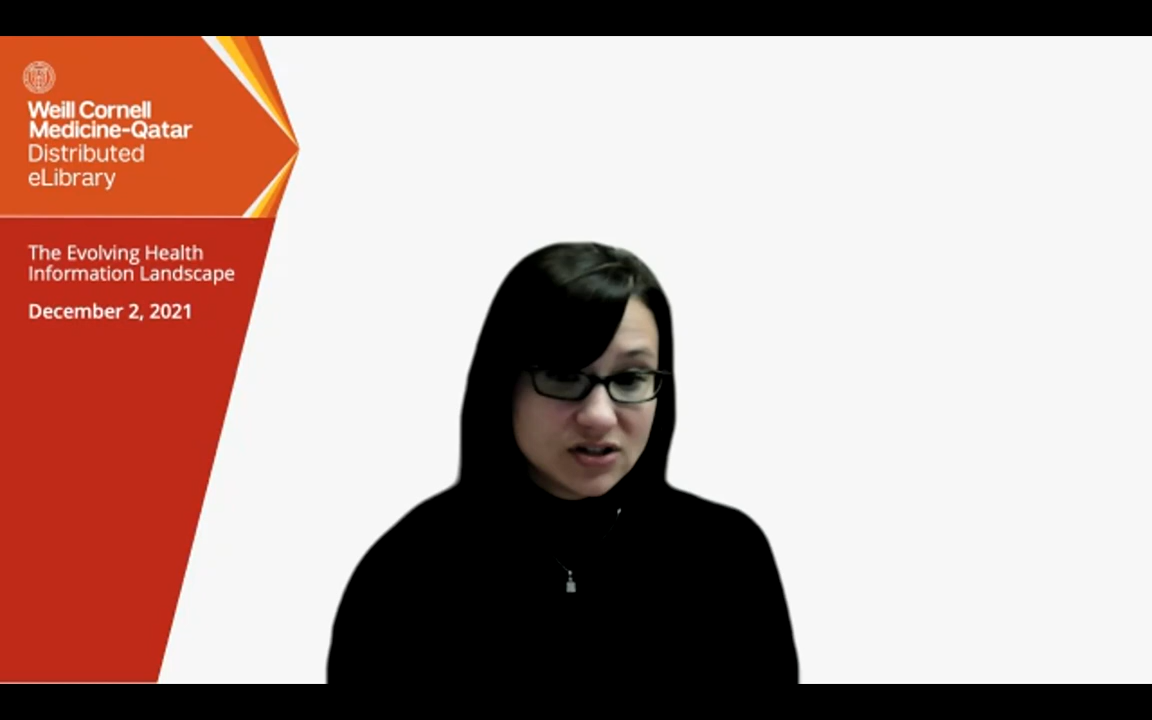 Weill Cornell
Medicine-Qatar
Distributed
eLibrary
The Evolving Health
Information Landscape
December 2, 2021